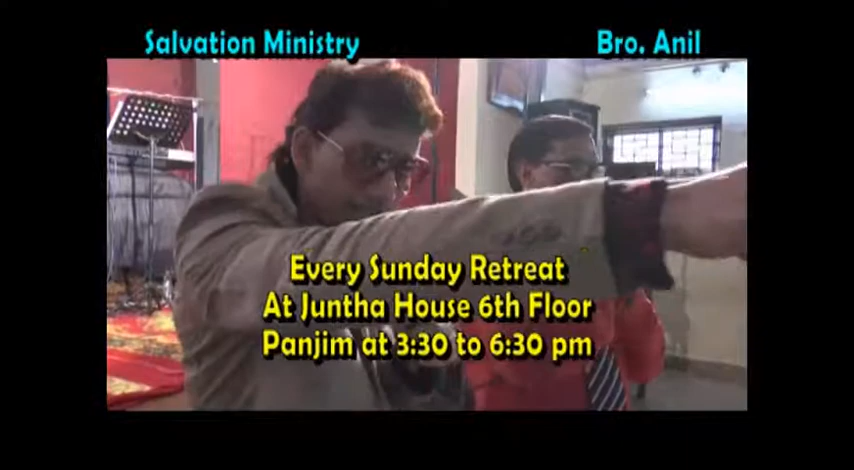 Salvation Ministry
Bro. Anil
Every Sunday Retreat
At Juntha House 6th Floor
Panjim at 3:30 to 6:30 pm